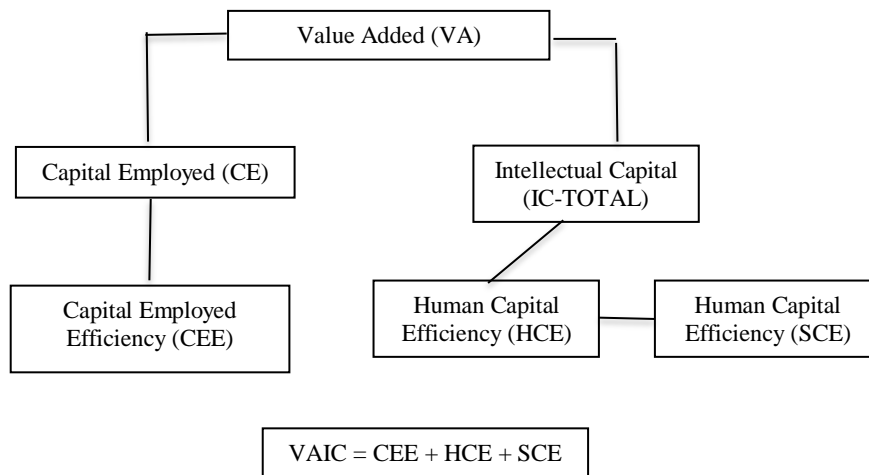 Value Added (VA)
Capital Employed (CE)
Intellectual Capital
(IC-TOTAL)
Capital Employed
Efficiency (CEE)
Human Capital
Efficiency (HCE)
Human Capital
Efficiency (SCE)
VAIC = CEE + HCE + SCE